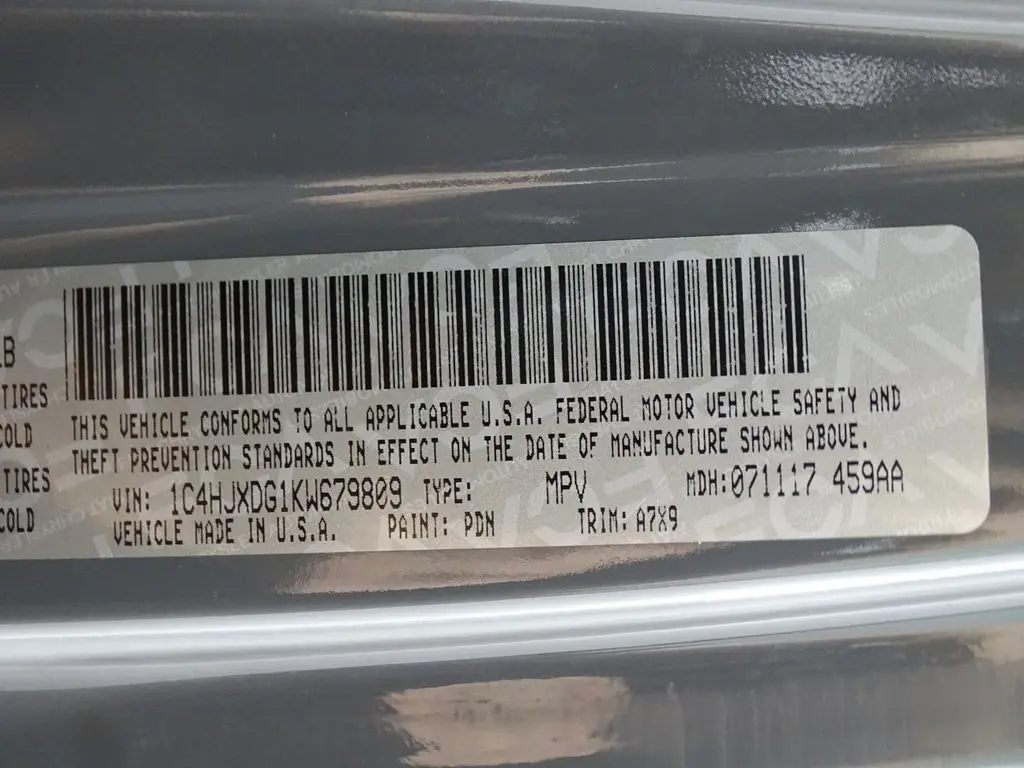 LB
TIRES
COLD
TIRES
COLD
THIS VEHICLE CONFORMS TO ALL APPLICABLE U.S.A. FEDERAL MOTOR VEHICLE SAFETY AND
THEFT PREVENTION STANDARDS IN EFFECT ON THE DATE OF MANUFACTURE SHOWN ABOVE.
VIN: 1C4HJXDG1KW679809 TYPE: MPV MDH:071117 459AA
VEHICLE MADE IN U.S.A. PAINT: PDN TRIM: A7X9